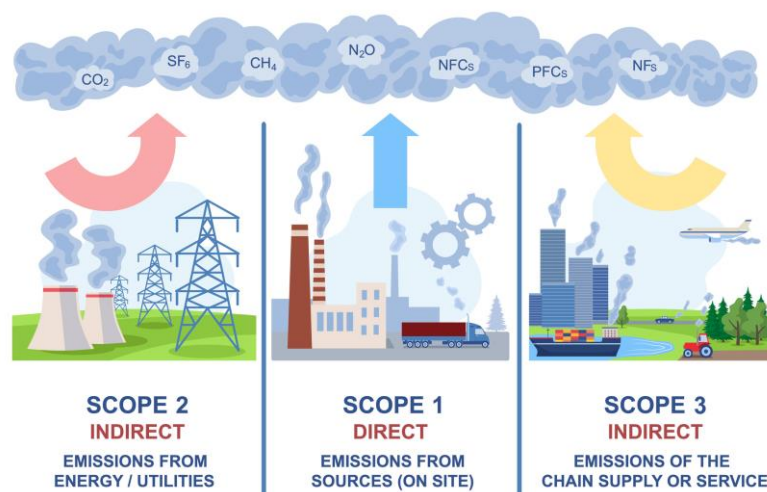 CO₂
SF₆
CH₄
N₂O
NFCs
PFCs
NFs
SCOPE 2
INDIRECT
EMISSIONS FROM
ENERGY / UTILITIES
SCOPE 1
DIRECT
EMISSIONS FROM
SOURCES (ON SITE)
SCOPE 3
INDIRECT
EMISSIONS OF THE
CHAIN SUPPLY OR SERVICE